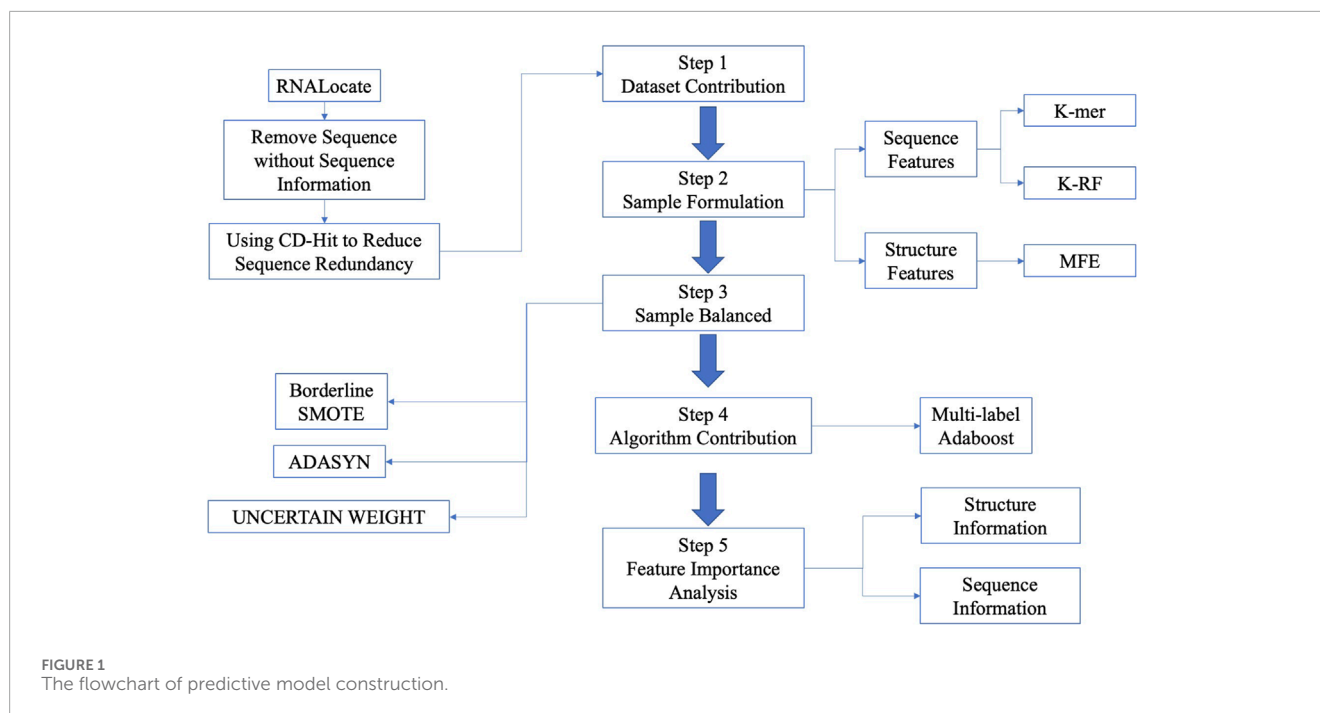 RNALocate
Remove Sequence
without Sequence
Information
Using CD-Hit to Reduce
Sequence Redundancy
Step 1
Dataset Contribution
Step 2
Sample Formulation
Sequence
Features
K-mer
K-RF
Structure
Features
MFE
Step 3
Sample Balanced
Borderline
SMOTE
ADASYN
UNCERTAIN WEIGHT
Step 4
Algorithm Contribution
Multi-label
Adaboost
Step 5
Feature Importance
Analysis
Structure
Information
Sequence
Information
FIGURE 1
The flowchart of predictive model construction.